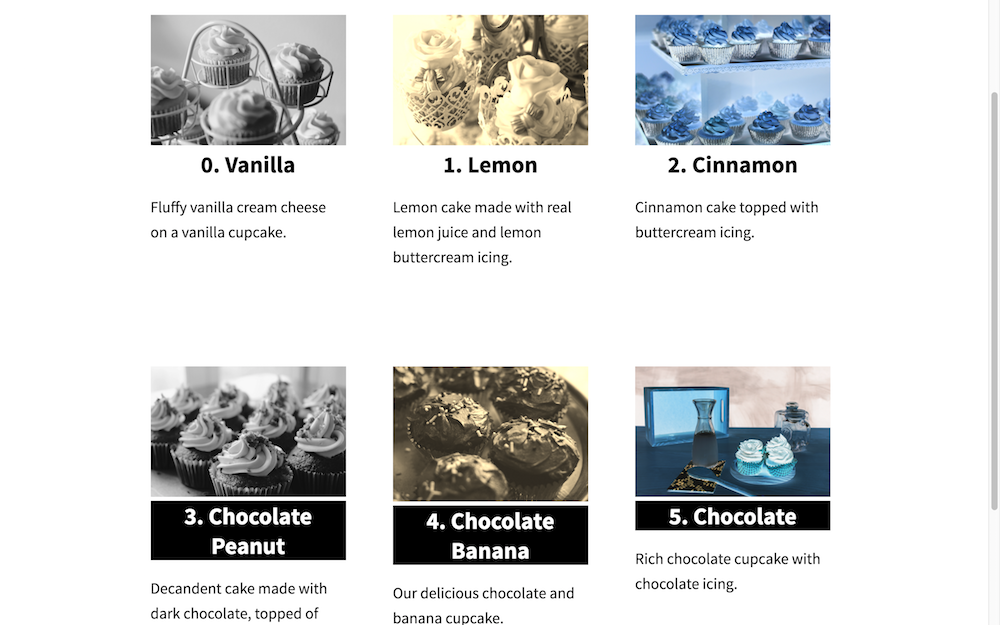 0. Vanilla
Fluffy vanilla cream cheese
on a vanilla cupcake.
1. Lemon
Lemon cake made with real
lemon juice and lemon
buttercream icing.
2. Cinnamon
Cinnamon cake topped with
buttercream icing.
3. Chocolate
Peanut
Decandent cake made with
dark chocolate, topped of
4. Chocolate
Banana
Our delicious chocolate and
banana cupcake.
5. Chocolate
Rich chocolate cupcake with
chocolate icing.